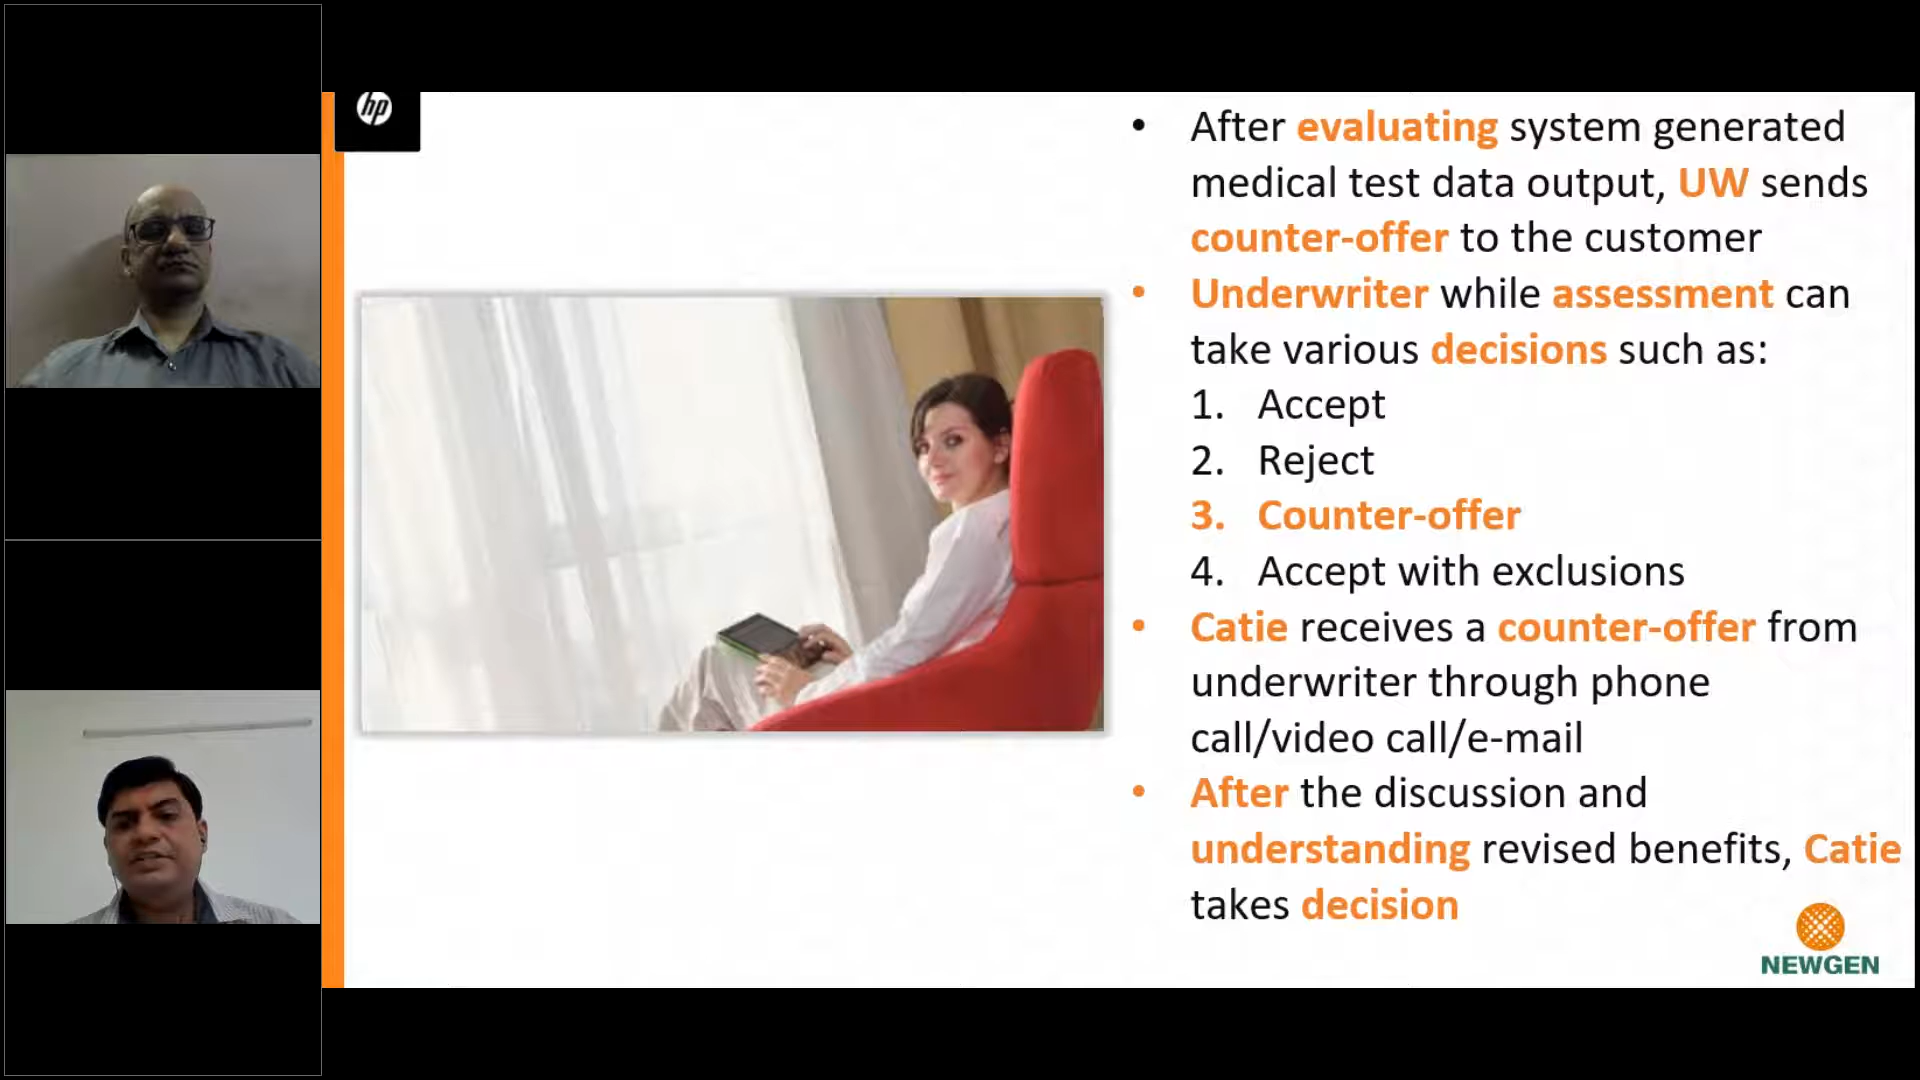 hp
• After evaluating system generated
medical test data output, UW sends
counter-offer to the customer
• Underwriter while assessment can
take various decisions such as:
1. Accept
2. Reject
3. Counter-offer
4. Accept with exclusions
• Catie receives a counter-offer from
underwriter through phone
call/video call/e-mail
• After the discussion and
understanding revised benefits, Catie
takes decision
NEWGEN